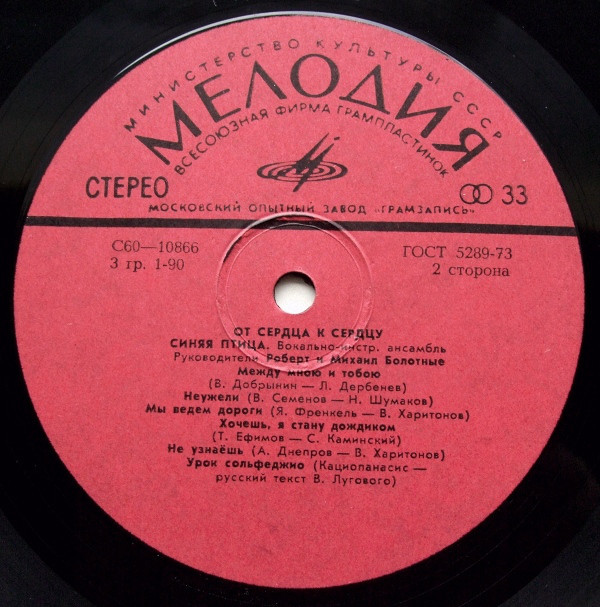 МИНИСТЕРСТВО КУЛЬТУРЫ СССР
МЕЛОДИЯ
ВСЕСОЮЗНАЯ ФИРМА ГРАМПЛАСТИНОК
СТЕРЕО
33
МОСКОВСКИЙ ОПЫТНЫЙ ЗАВОД „ГРАМЗАПИСЬ"
С60—10866
ГОСТ 5289-73
3 гр. 1-90
2 сторона
ОТ СЕРДЦА К СЕРДЦУ
СИНЯЯ ПТИЦА. Вокально-инстр. ансамбль
Руководители Роберт и Михаил Болотные
Между мною и тобою
(В. Добрынин — Л. Дербенев)
Неужели (В. Семенов — Н. Шумаков)
Мы ведем дороги (Я. Френкель — В. Харитонов)
Хочешь, я стану дождиком
(Т. Ефимов — С. Каминский)
Не узнаёшь (А. Днепров — В. Харитонов)
Урок сольфеджио (Кациопанасис —
русский текст В. Лугового)